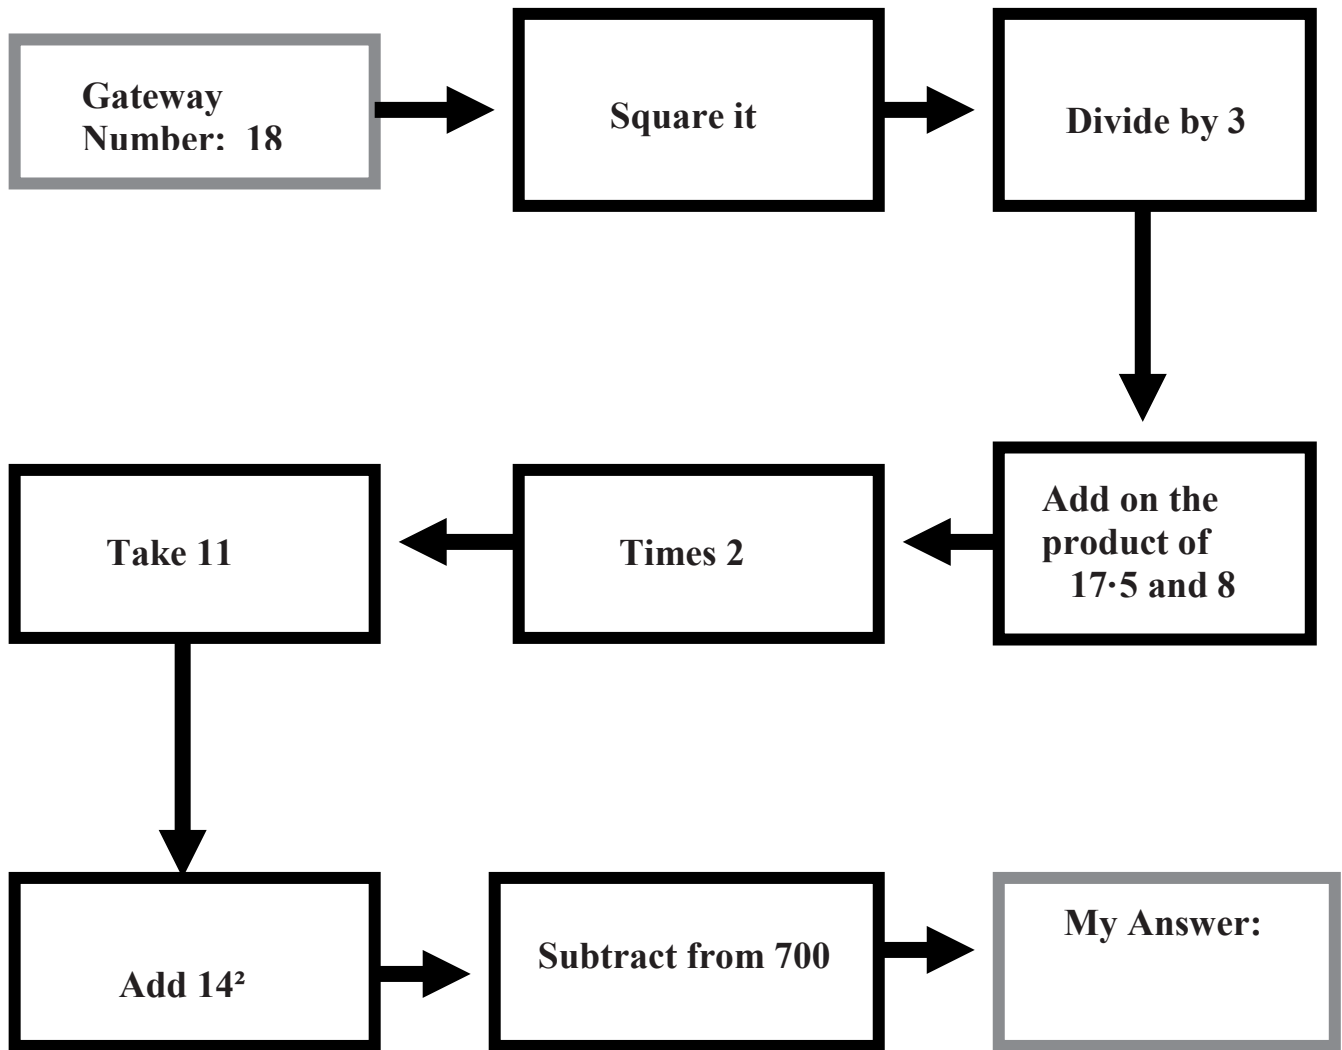 Gateway
Number: 18
Square it
Divide by 3
Add on the
product of
17·5 and 8
Times 2
Take 11
Add 14²
Subtract from 700
My Answer: